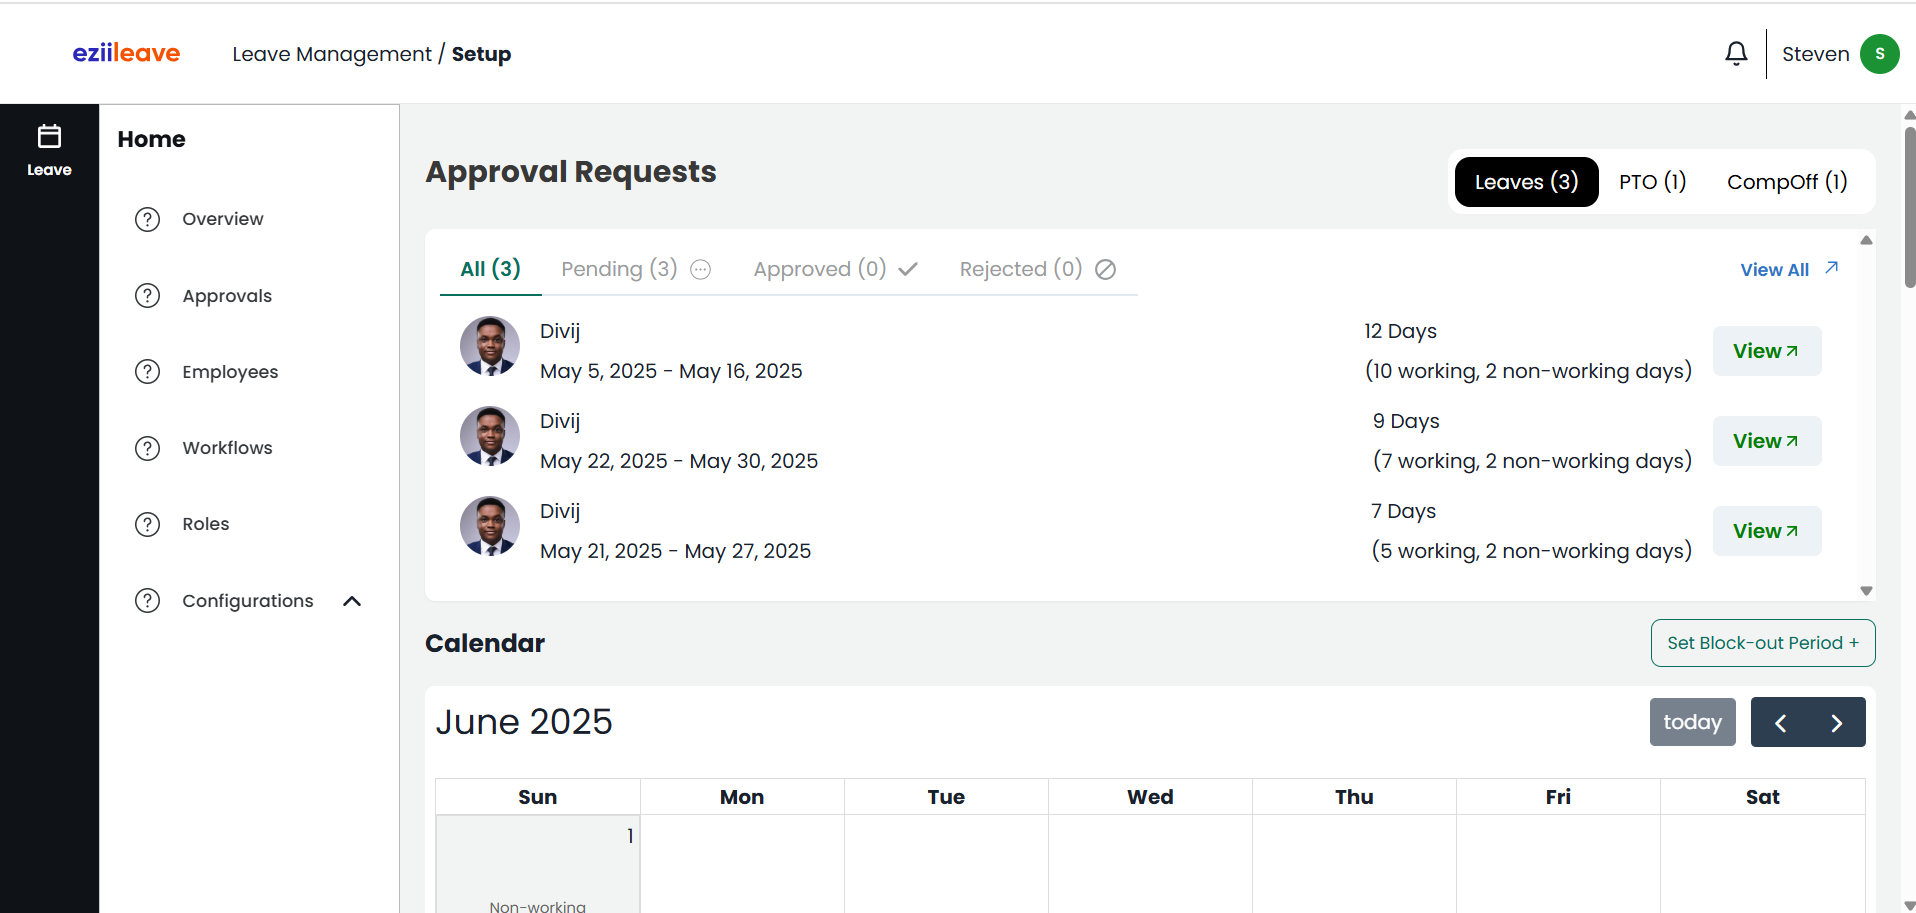 eziileave
Leave Management / Setup
Steven
S
Leave
Home
Overview
Approvals
Employees
Workflows
Roles
Configurations
Approval Requests
Leaves (3)
PTO (1)
CompOff (1)
All (3)
Pending (3)
Approved (0)
Rejected (0)
View All
Divij
12 Days
May 5, 2025 - May 16, 2025
(10 working, 2 non-working days)
View
Divij
9 Days
May 22, 2025 - May 30, 2025
(7 working, 2 non-working days)
View
Divij
7 Days
May 21, 2025 - May 27, 2025
(5 working, 2 non-working days)
View
Calendar
Set Block-out Period +
June 2025
today
Sun Mon Tue Wed Thu Fri Sat
1
Non-working